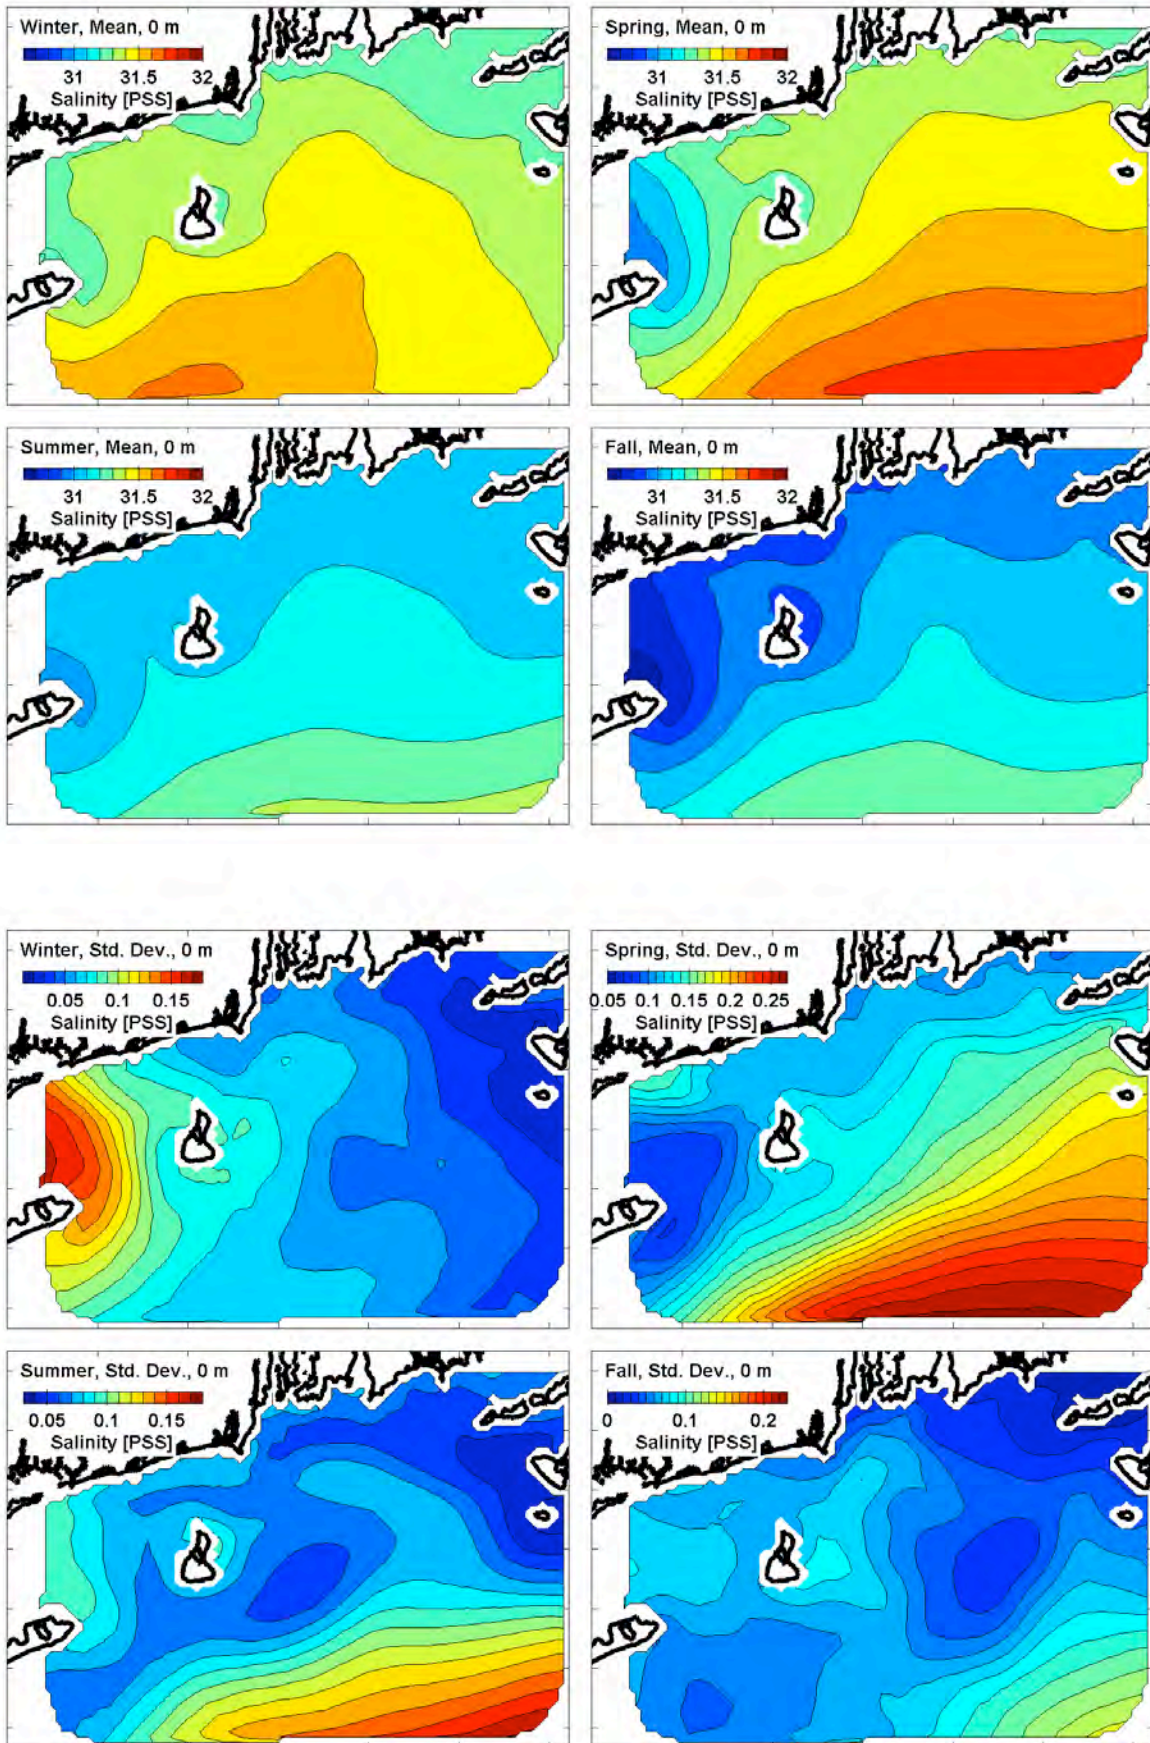 Winter, Mean, 0 m
31 31.5 32
Salinity [PSS]
Spring, Mean, 0 m
31 31.5 32
Salinity [PSS]
Summer, Mean, 0 m
31 31.5 32
Salinity [PSS]
Fall, Mean, 0 m
31 31.5 32
Salinity [PSS]
Winter, Std. Dev., 0 m
0.05 0.1 0.15
Salinity [PSS]
Spring, Std. Dev., 0 m
0.05 0.1 0.15 0.2 0.25
Salinity [PSS]
Summer, Std. Dev., 0 m
0.05 0.1 0.15
Salinity [PSS]
Fall, Std. Dev., 0 m
0 0.1 0.2
Salinity [PSS]